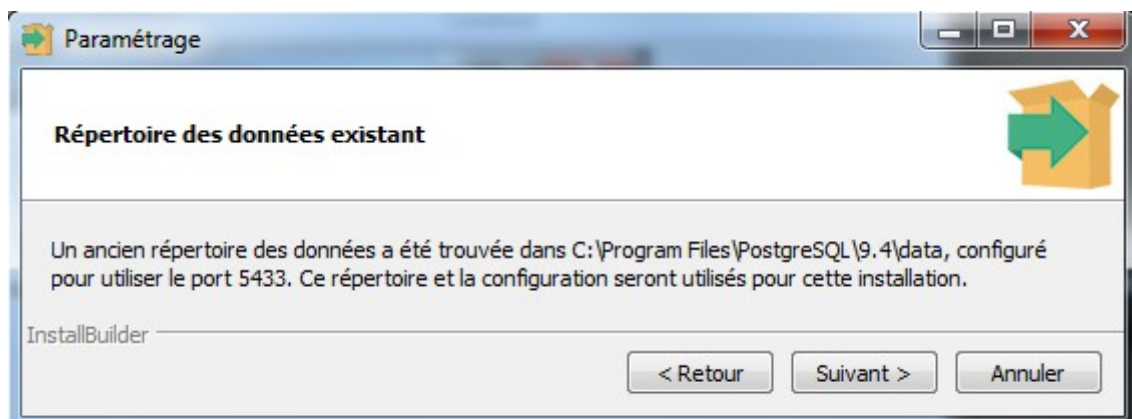 Paramétrage
Répertoire des données existant
Un ancien répertoire des données a été trouvée dans C:\Program Files\PostgreSQL\9.4\data, configuré
pour utiliser le port 5433. Ce répertoire et la configuration seront utilisés pour cette installation.
InstallBuilder
< Retour
Suivant >
Annuler